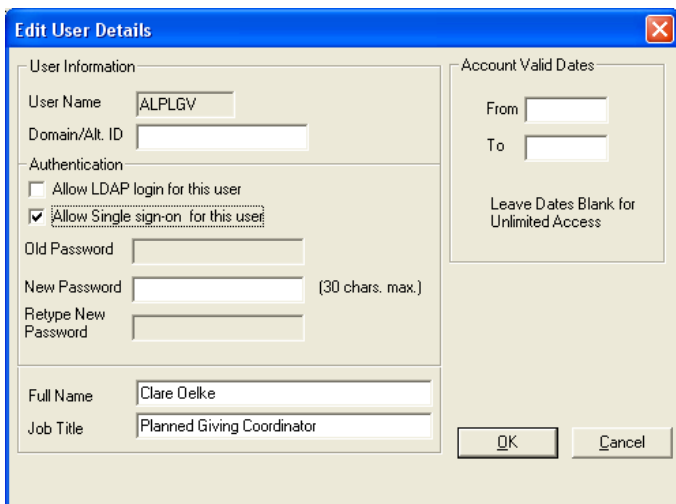 Edit User Details
User Information
User Name ALPLGV
Domain/Alt. ID
Authentication
Allow LDAP login for this user
Allow Single sign-on for this user
Old Password
New Password (30 chars. max.)
Retype New
Password
Full Name Clare Oelke
Job Title Planned Giving Coordinator
Account Valid Dates
From
To
Leave Dates Blank for
Unlimited Access
OK Cancel